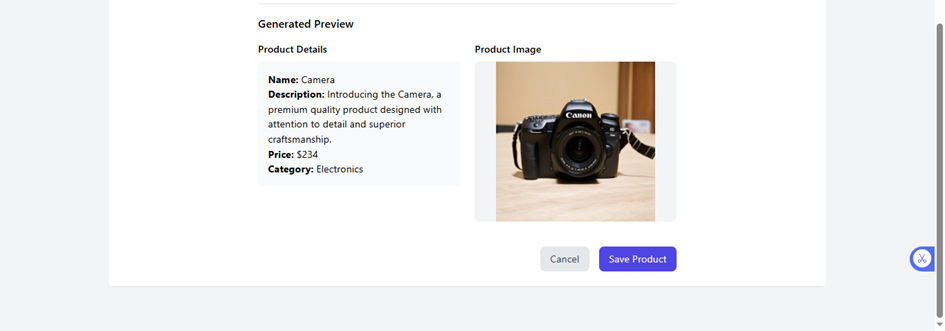 Generated Preview
Product Details
Name: Camera
Description: Introducing the Camera, a
premium quality product designed with
attention to detail and superior
craftsmanship.
Price: $234
Category: Electronics
Product Image
Canon
Cancel
Save Product